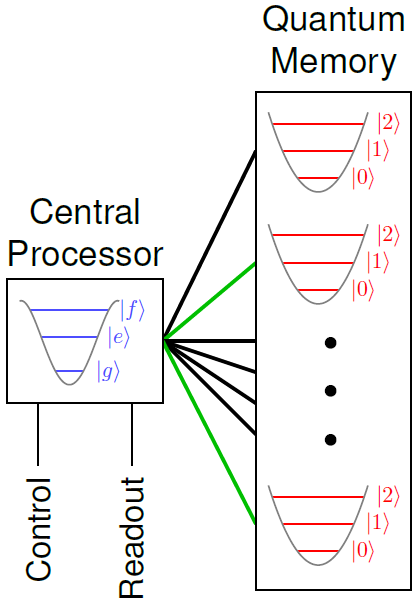 Quantum
Memory
|2⟩
|1⟩
|0⟩
|2⟩
|1⟩
|0⟩
Central
Processor
|f⟩
|e⟩
|g⟩
|2⟩
|1⟩
|0⟩
Control
Readout